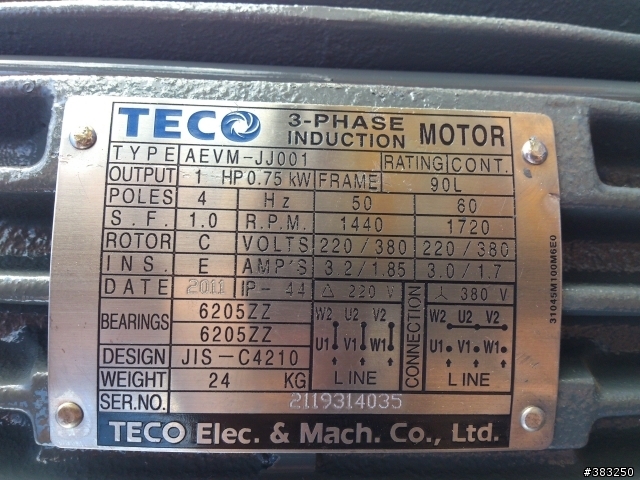 TECO 3-PHASE INDUCTION MOTOR
TYPE AEVM-JJ001 RATING CONT.
OUTPUT 1 HP 0.75 kW FRAME 90L
POLES 4 Hz 50 60
S.F. 1.0 R.P.M. 1440 1720
ROTOR C VOLTS 220/380 220/380
INS. E AMP'S 3.2/1.85 3.0/1.7
DATE 2011 IP-44 △ 220 V CONNECTION 人 380 V
BEARINGS 6205ZZ W2 U2 V2 W2 U2 V2
6205ZZ U1 V1 W1 U1 V1 W1
DESIGN JIS-C4210 LINE LINE
WEIGHT 24 KG
SER.NO. 2119314035
TECO Elec. & Mach. Co., Ltd.
31045M100M6E0
#383250